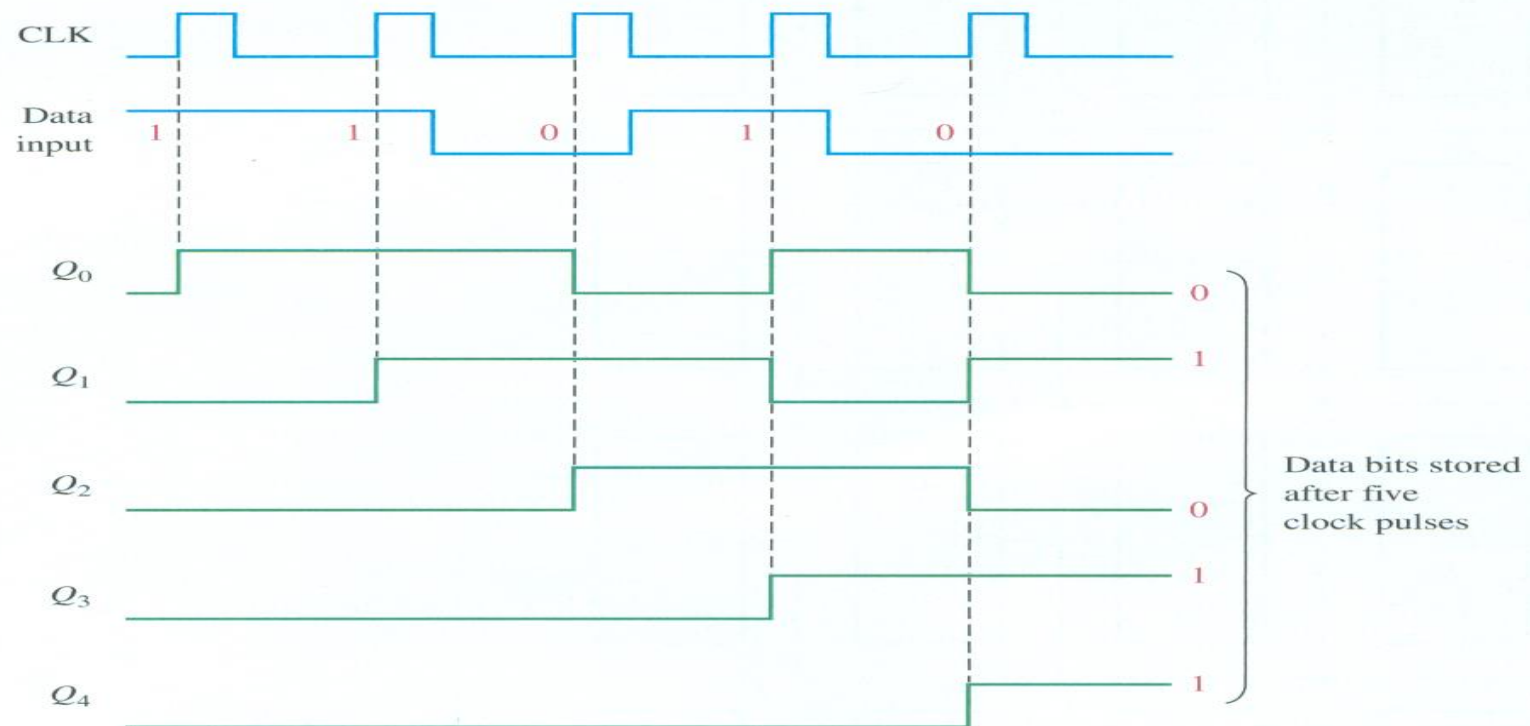 CLK
Data
input
1 1 0 1 0
Q0
0
Q1
1
Q2
0
Q3
1
Q4
1
Data bits stored
after five
clock pulses